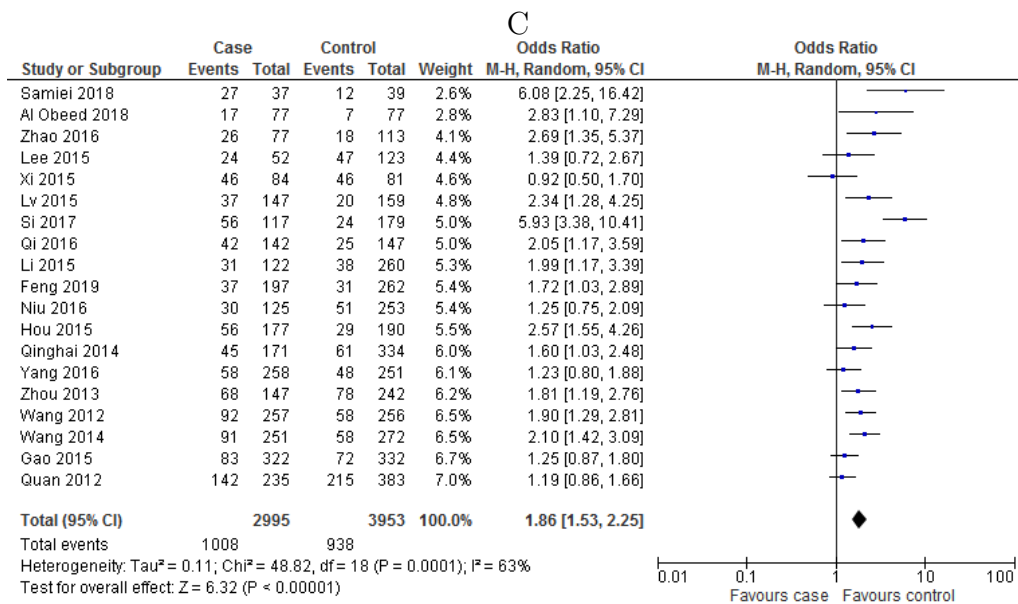 C
Case Control Odds Ratio Odds Ratio
Study or Subgroup Events Total Events Total Weight M-H, Random, 95% CI M-H, Random, 95% CI
Samiei 2018 27 37 12 39 2.6% 6.08 [2.25, 16.42]
Al Obeed 2018 17 77 7 77 2.8% 2.83 [1.10, 7.29]
Zhao 2016 26 77 18 113 4.1% 2.69 [1.35, 5.37]
Lee 2015 24 52 47 123 4.4% 1.39 [0.72, 2.67]
Xi 2015 46 84 46 81 4.6% 0.92 [0.50, 1.70]
Lv 2015 37 147 20 159 4.8% 2.34 [1.28, 4.25]
Si 2017 56 117 24 179 5.0% 5.93 [3.38, 10.41]
Qi 2016 42 142 25 147 5.0% 2.05 [1.17, 3.59]
Li 2015 31 122 38 260 5.3% 1.99 [1.17, 3.39]
Feng 2019 37 197 31 262 5.4% 1.72 [1.03, 2.89]
Niu 2016 30 125 51 253 5.4% 1.25 [0.75, 2.09]
Hou 2015 56 177 29 190 5.5% 2.57 [1.55, 4.26]
Qinghai 2014 45 171 61 334 6.0% 1.60 [1.03, 2.48]
Yang 2016 58 258 48 251 6.1% 1.23 [0.80, 1.88]
Zhou 2013 68 147 78 242 6.2% 1.81 [1.19, 2.76]
Wang 2012 92 257 58 256 6.5% 1.90 [1.29, 2.81]
Wang 2014 91 251 58 272 6.5% 2.10 [1.42, 3.09]
Gao 2015 83 322 72 332 6.7% 1.25 [0.87, 1.80]
Quan 2012 142 235 215 383 7.0% 1.19 [0.86, 1.66]
Total (95% CI) 2995 3953 100.0% 1.86 [1.53, 2.25]
Total events 1008 938
Heterogeneity: Tau² = 0.11; Chi² = 48.82, df = 18 (P = 0.0001); I² = 63%
Test for overall effect: Z = 6.32 (P < 0.00001)
0.01 0.1 1 10 100
Favours case Favours control